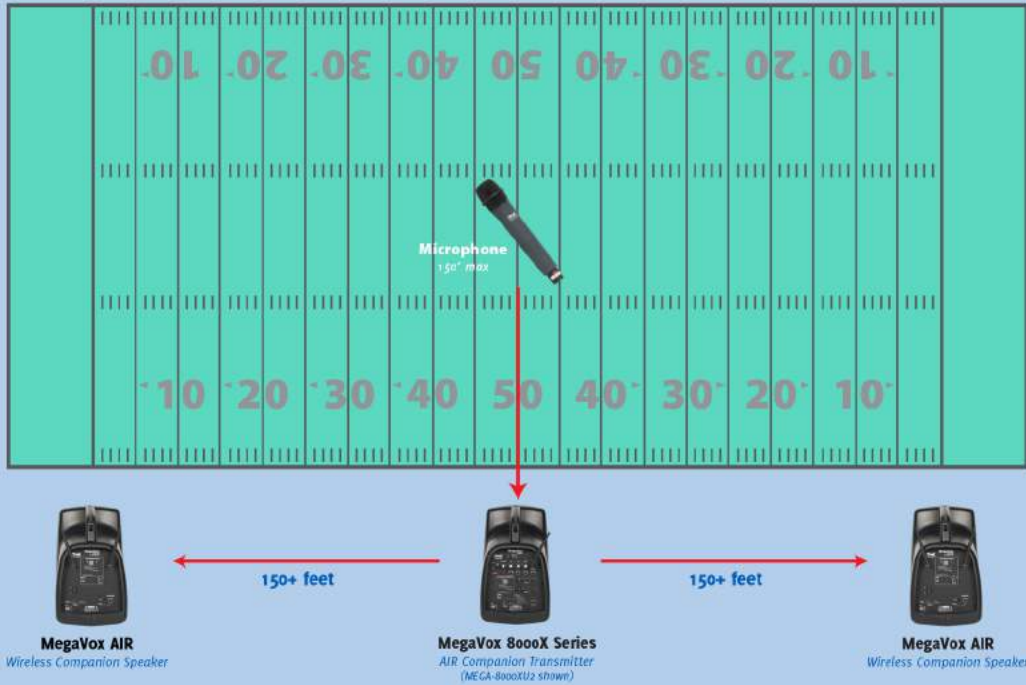 10 20 30 40 50 40 30 20 10
Microphone
150' max
10 20 30 40 50 40 30 20 10
150+ feet
150+ feet
MegaVox AIR
Wireless Companion Speaker
MegaVox 8000X Series
AIR Companion Transmitter
(MEGA-8000XU2 shown)
MegaVox AIR
Wireless Companion Speaker